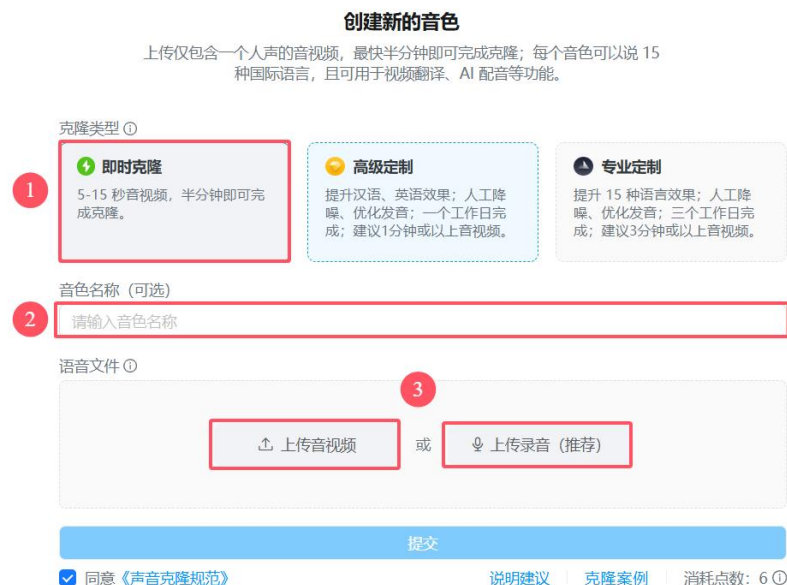 创建新的音色
上传仅包含一个人声的音视频，最快半分钟即可完成克隆；每个音色可以说 15
种国际语言，且可用于视频翻译、AI 配音等功能。
克隆类型
1
即时克隆
5-15 秒音视频，半分钟即可完
成克隆。
高级定制
提升汉语、英语效果；人工降
噪、优化发音；一个工作日完
成；建议1分钟或以上音视频。
专业定制
提升 15 种语言效果；人工降
噪、优化发音；三个工作日完
成；建议3分钟或以上音视频。
音色名称（可选）
2
请输入音色名称
语音文件
3
上传音视频 或 上传录音（推荐）
提交
同意《声音克隆规范》 说明建议 克隆案例 消耗点数：6